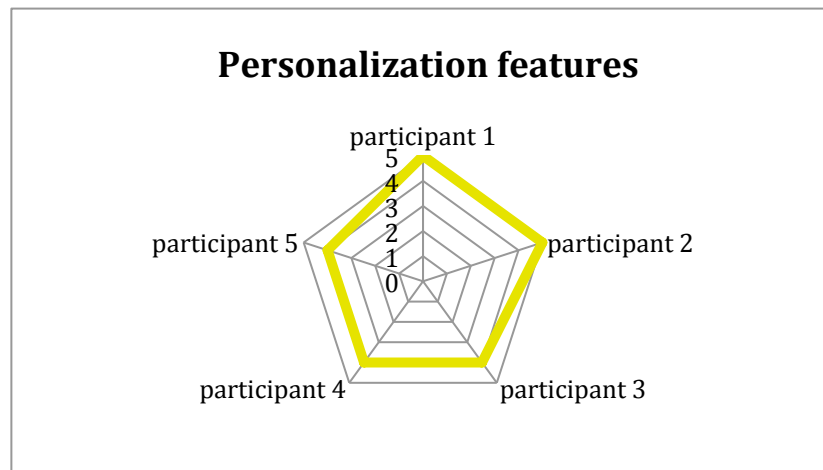 Personalization features
participant 1
5
4
3
2
1
0
participant 2
participant 3
participant 4
participant 5